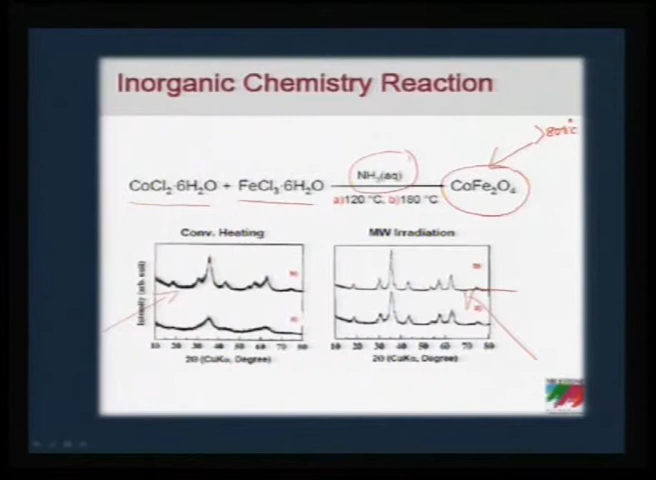 Inorganic Chemistry Reaction
CoCl₂·6H₂O + FeCl₃·6H₂O
NH₃(aq)
a)120 °C, b)180 °C
CoFe₂O₄
Conv. Heating
MW Irradiation
Intensity (arb. unit)
10 20 30 40 50 60 70 80
10 20 30 40 50 60 70 80
2Θ (CuKα, Degree)
2Θ (CuKα, Degree)